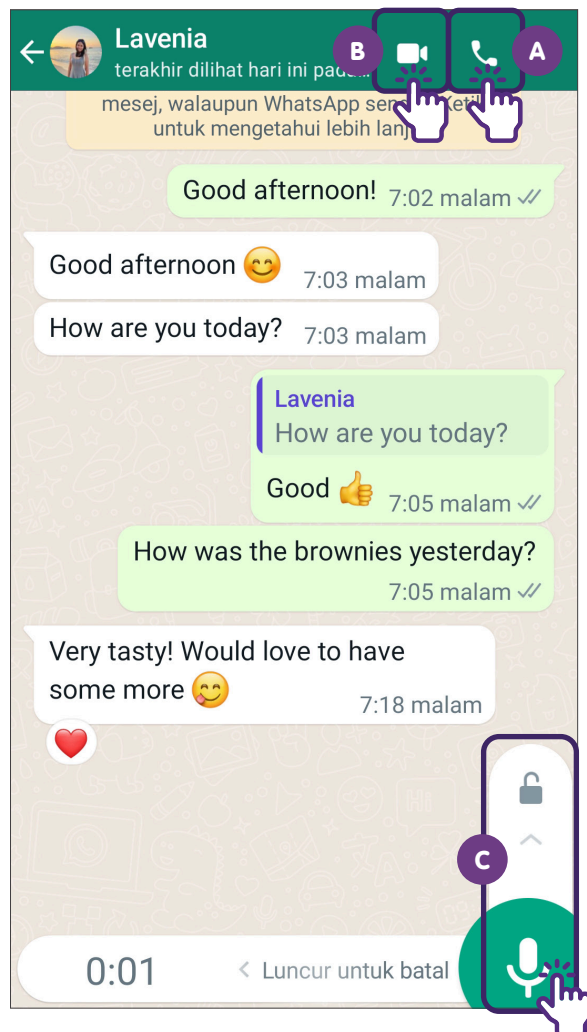 Lavenia
B
A
terakhir dilihat hari ini
mesej, walaupun WhatsApp
untuk mengetahui lebih
Good afternoon! 7:02 malam
Good afternoon 😊 7:03 malam
How are you today? 7:03 malam
Lavenia
How are you today?
Good 👍 7:05 malam
How was the brownies yesterday?
7:05 malam
Very tasty! Would love to have
some more 😋 7:18 malam
❤️
C
0:01 < Luncur untuk batal